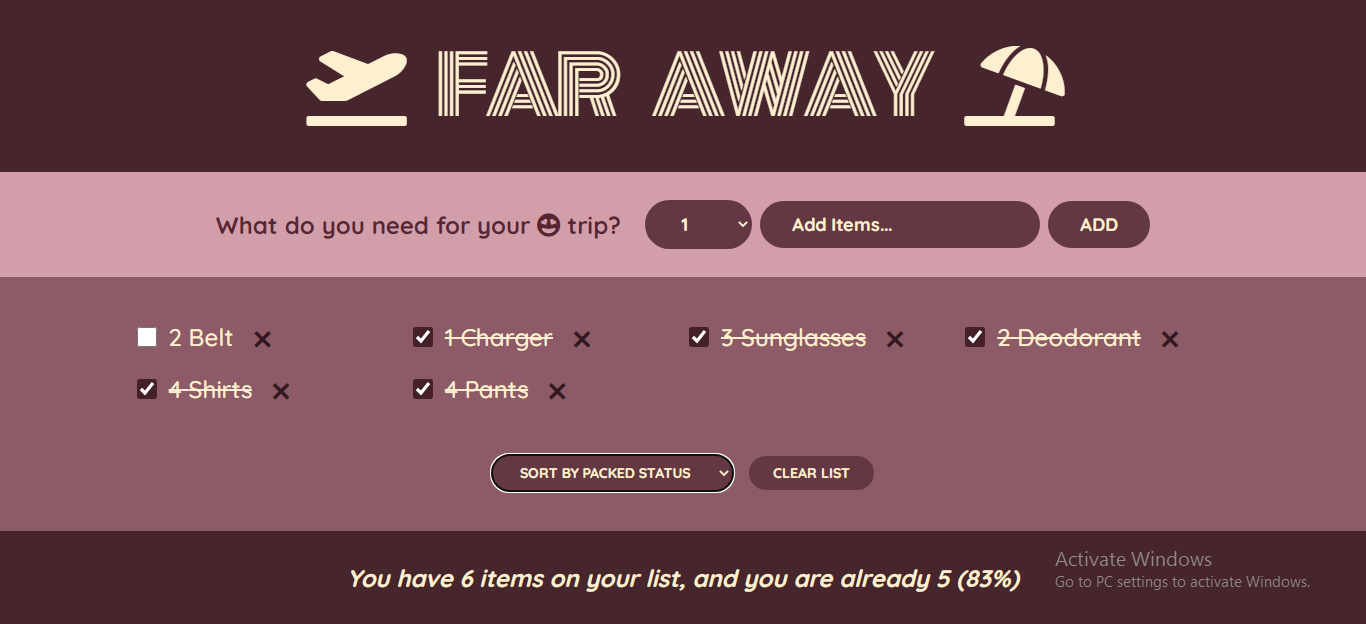 FAR AWAY
What do you need for your 😍 trip? 1 Add Items... ADD
2 Belt ✕ 1 Charger ✕ 3 Sunglasses ✕ 2 Deodorant ✕
4 Shirts ✕ 4 Pants ✕
SORT BY PACKED STATUS CLEAR LIST
You have 6 items on your list, and you are already 5 (83%)
Activate Windows
Go to PC settings to activate Windows.